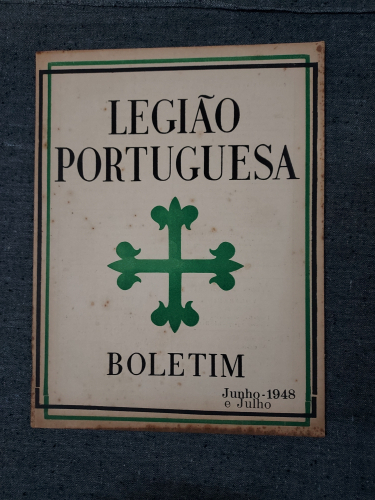 LEGIÃO
PORTUGUESA
BOLETIM
Junho-1948
e Julho